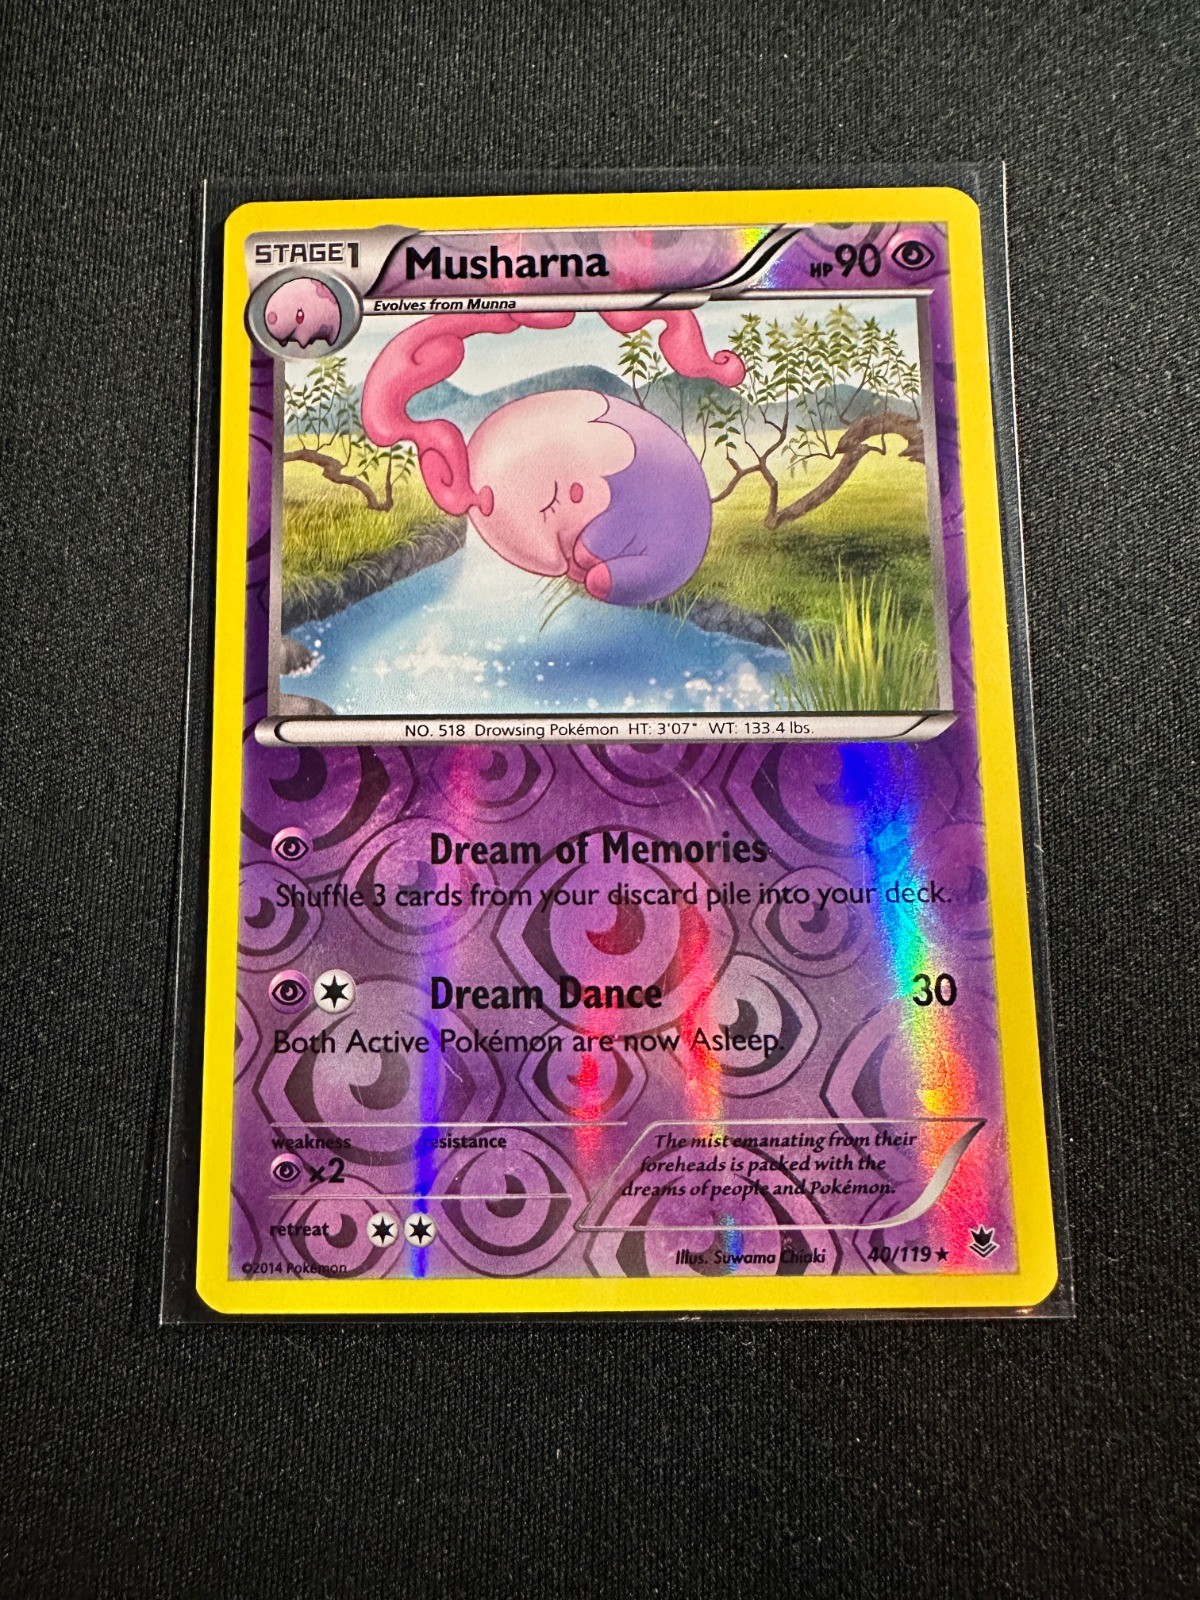 STAGE1
Musharna
HP 90
Evolves from Munna
NO. 518 Drowsing Pokémon HT: 3'07" WT: 133.4 lbs.
Dream of Memories
Shuffle 3 cards from your discard pile into your deck.
Dream Dance 30
Both Active Pokémon are now Asleep.
weakness resistance
x2
The mist emanating from their
foreheads is packed with the
dreams of people and Pokémon.
retreat
Illus. Suwama Chiaki 40/119 ★
©2014 Pokémon